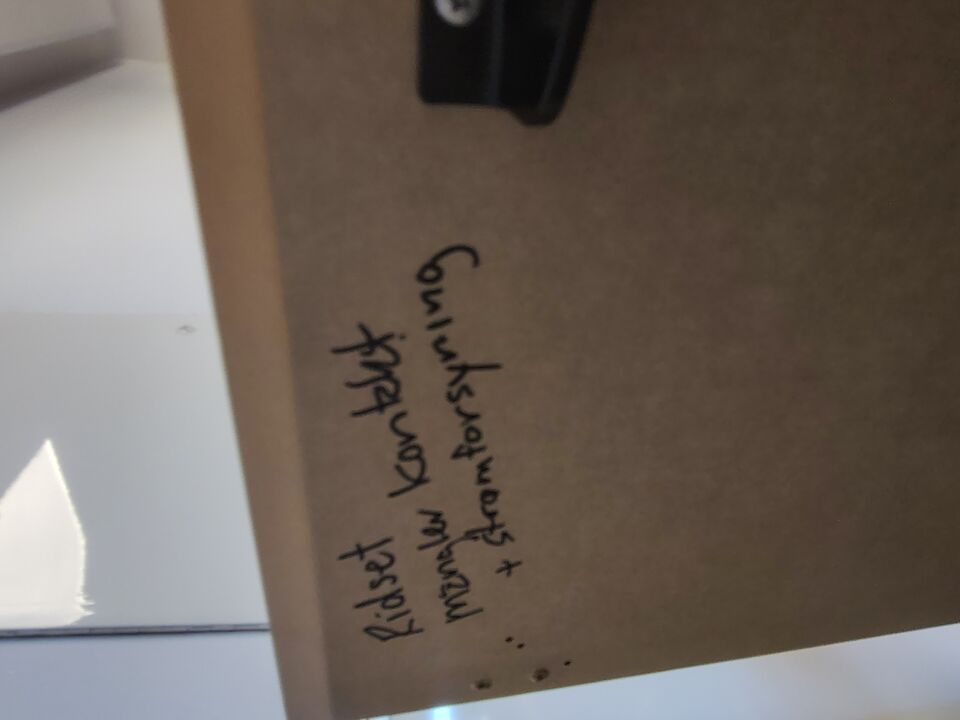 Ridset
mangler kontakt
+ strømforsyning